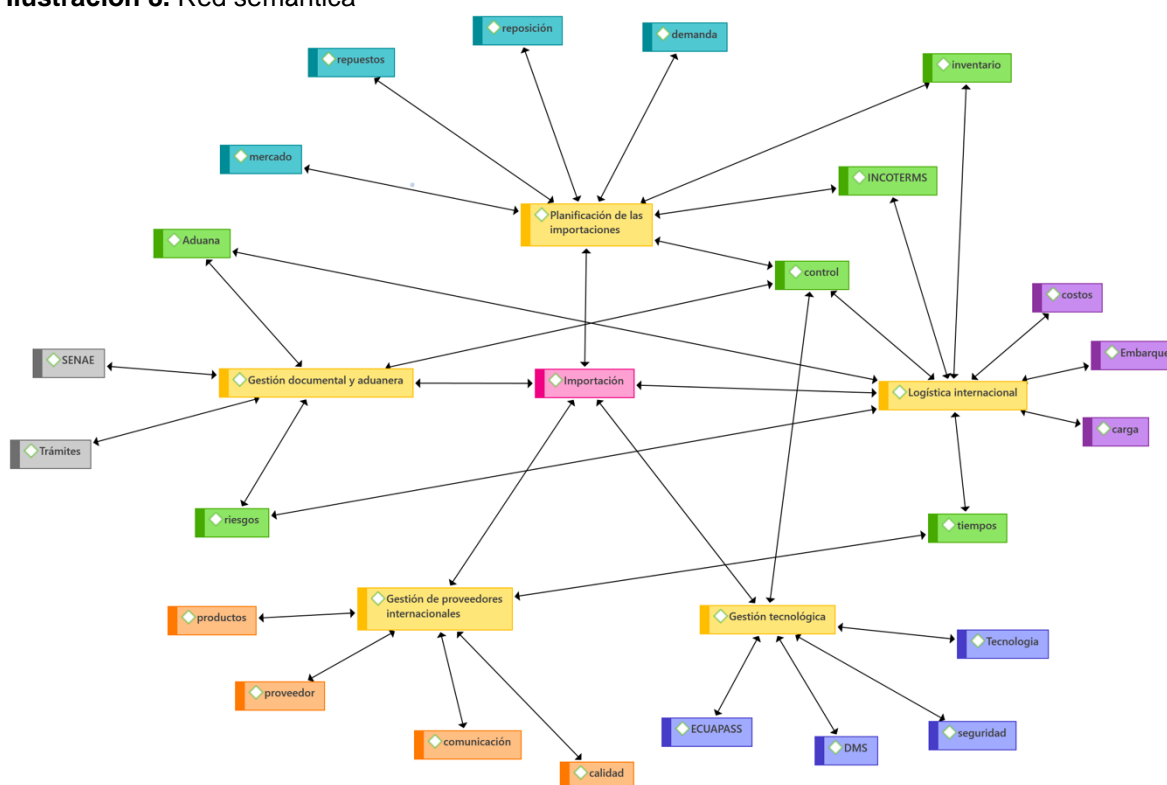 Ilustración 6. Red semántica
reposición
demanda
repuestos
inventario
mercado
INCOTERMS
Planificación de las
importaciones
Aduana
control
costos
SENAE
Embarque
Gestión documental y aduanera
Importación
Logística internacional
carga
Trámites
riesgos
tiempos
Gestión de proveedores
internacionales
productos
Gestión tecnológica
Tecnologia
proveedor
ECUAPASS
seguridad
comunicación
DMS
calidad